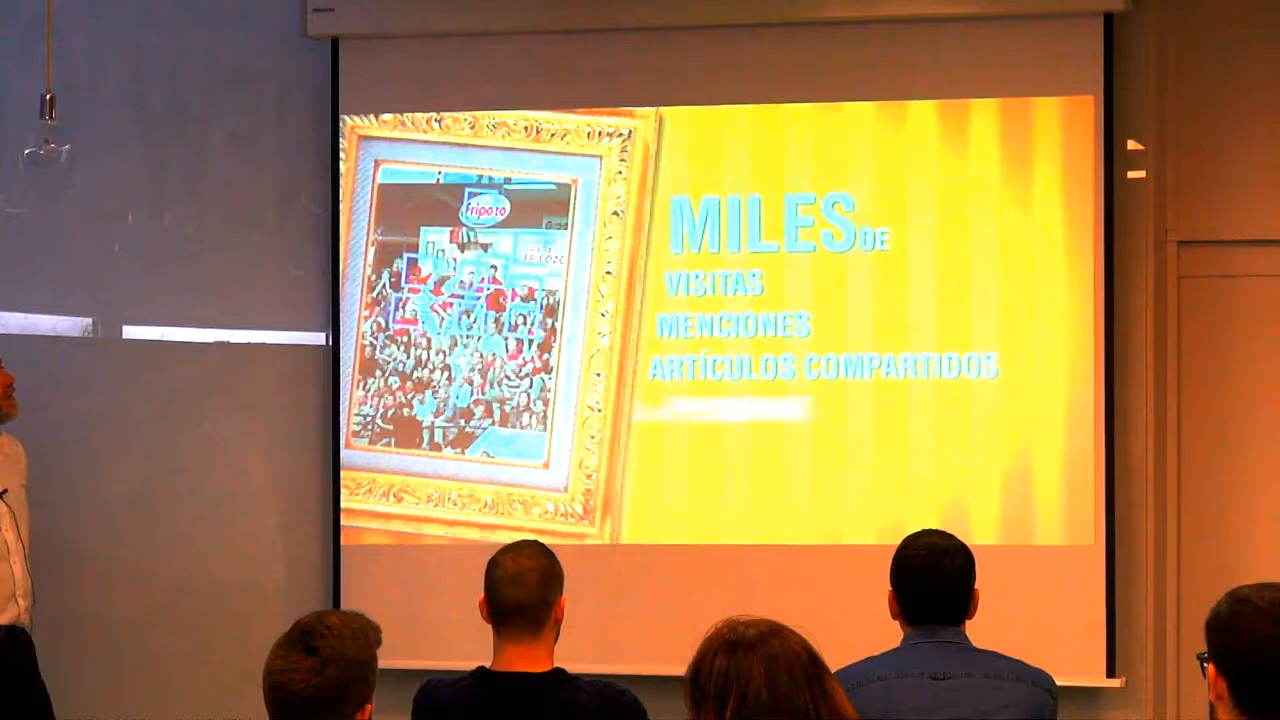 Fripozo
MILES DE
VISITAS
MENCIONES
ARTÍCULOS COMPARTIDOS